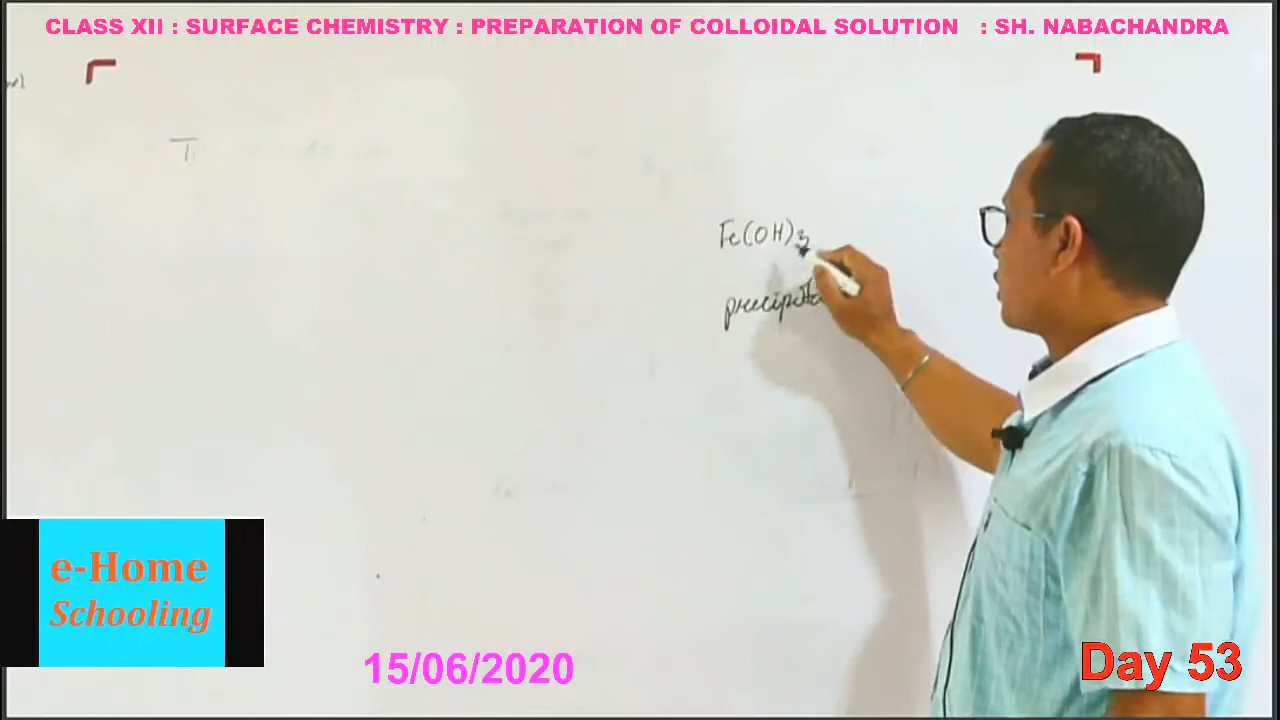 CLASS XII : SURFACE CHEMISTRY : PREPARATION OF COLLOIDAL SOLUTION : SH. NABACHANDRA
T
Fe(OH)3
e-Home
Schooling
15/06/2020
Day 53